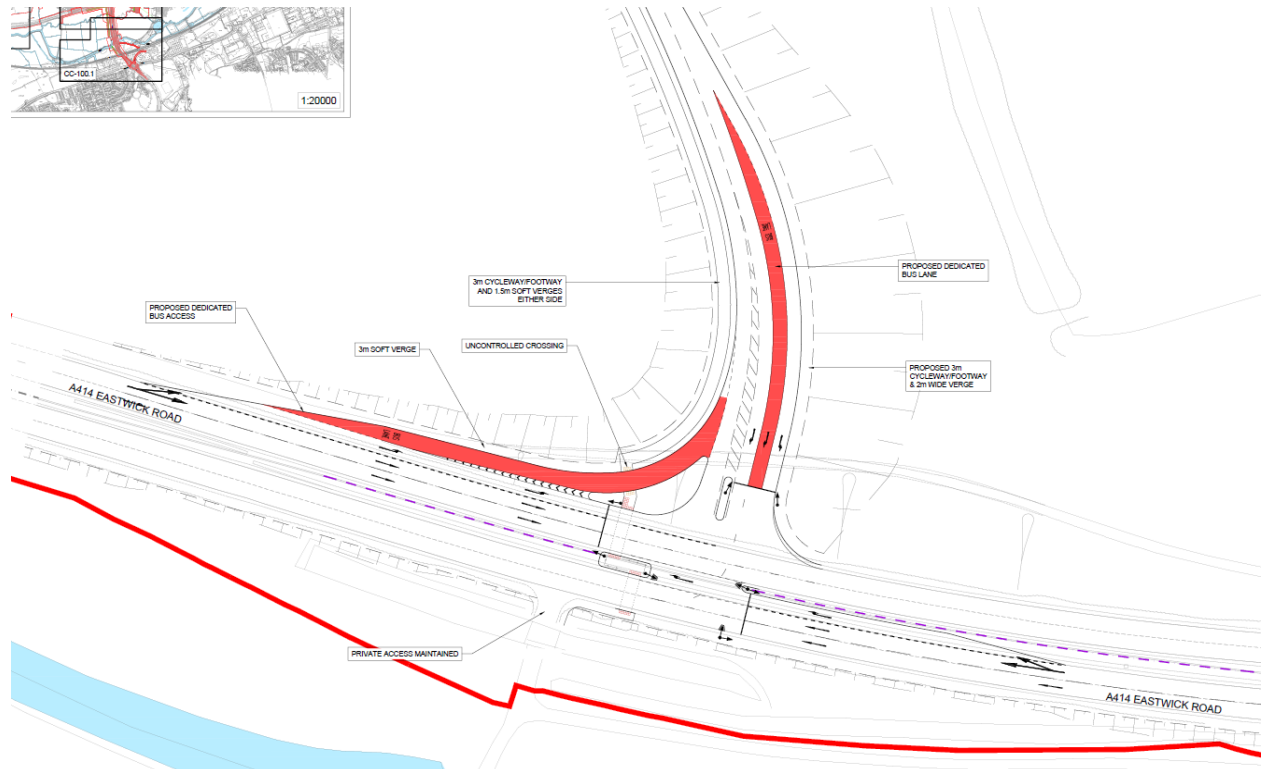 CC-100.1
1:20000
PROPOSED DEDICATED
BUS ACCESS
3m SOFT VERGE
3m CYCLEWAY/FOOTWAY
AND 1.5m SOFT VERGES
EITHER SIDE
UNCONTROLLED CROSSING
PROPOSED DEDICATED
BUS LANE
PROPOSED 3m
CYCLEWAY/FOOTWAY
& 2m WIDE VERGE
A414 EASTWICK ROAD
PRIVATE ACCESS MAINTAINED
A414 EASTWICK ROAD